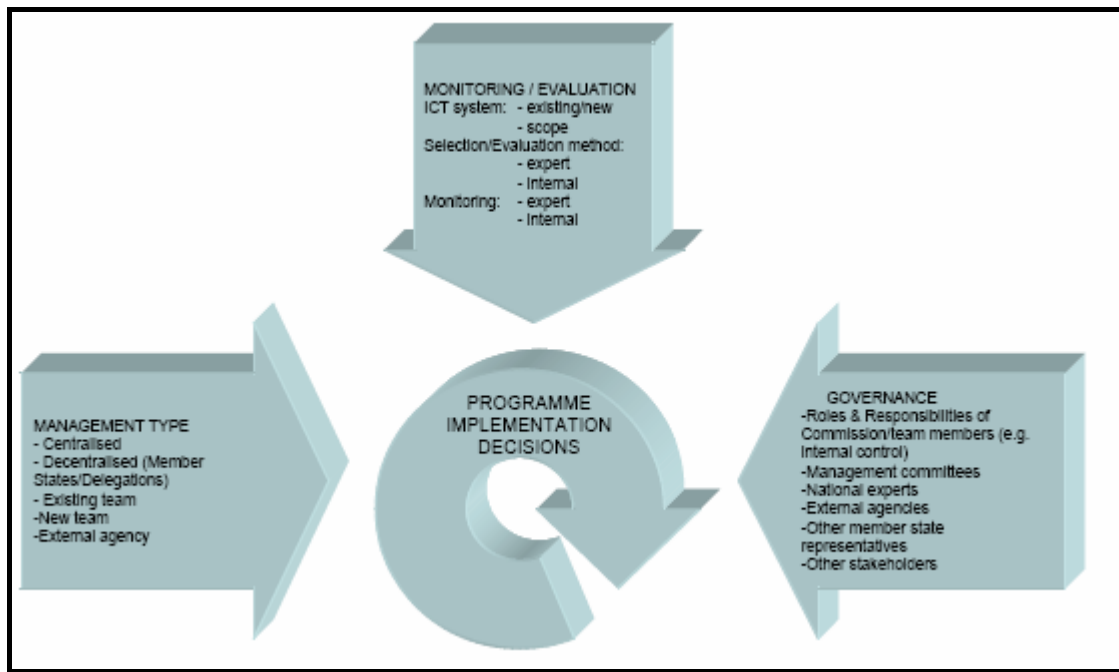 MONITORING / EVALUATION
ICT system: - existing/new
- scope
Selection/Evaluation method:
- expert
- Internal
Monitoring: - expert
- Internal
MANAGEMENT TYPE
- Centralised
- Decentralised (Member
States/Delegations)
- Existing team
-New team
-External agency
PROGRAMME
IMPLEMENTATION
DECISIONS
GOVERNANCE
-Roles & Responsibilities of
Commission/team members (e.g.
Internal control)
-Management committees
-National experts
-External agencies
-Other member state
representatives
-Other stakeholders